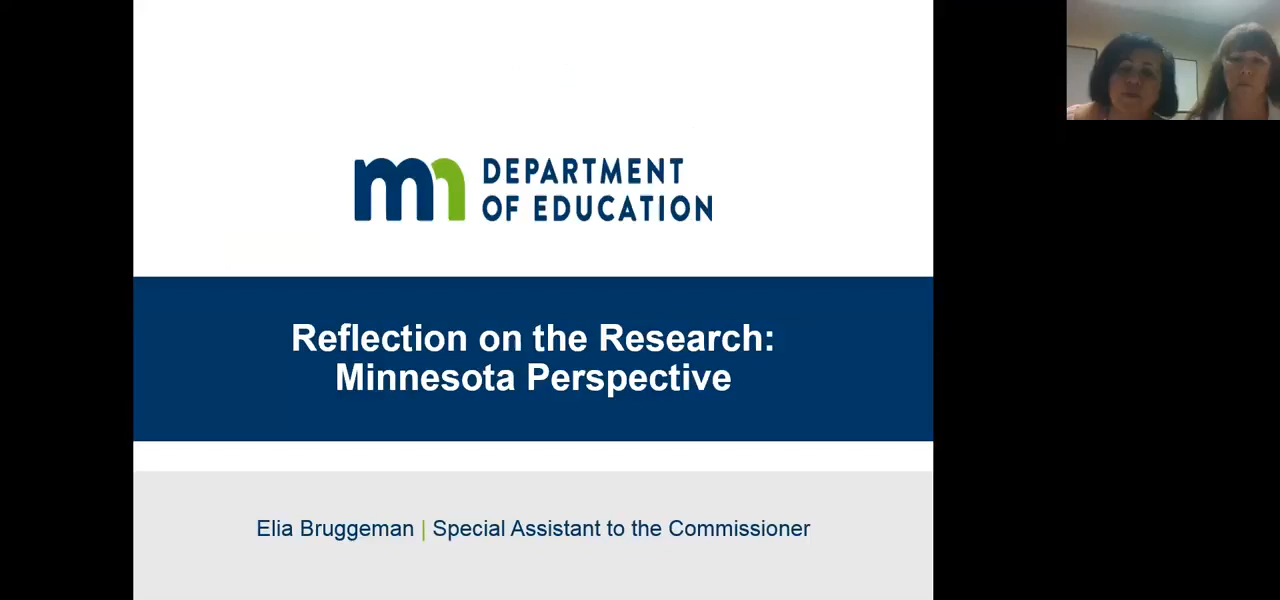 mn DEPARTMENT
OF EDUCATION
Reflection on the Research:
Minnesota Perspective
Elia Bruggeman | Special Assistant to the Commissioner